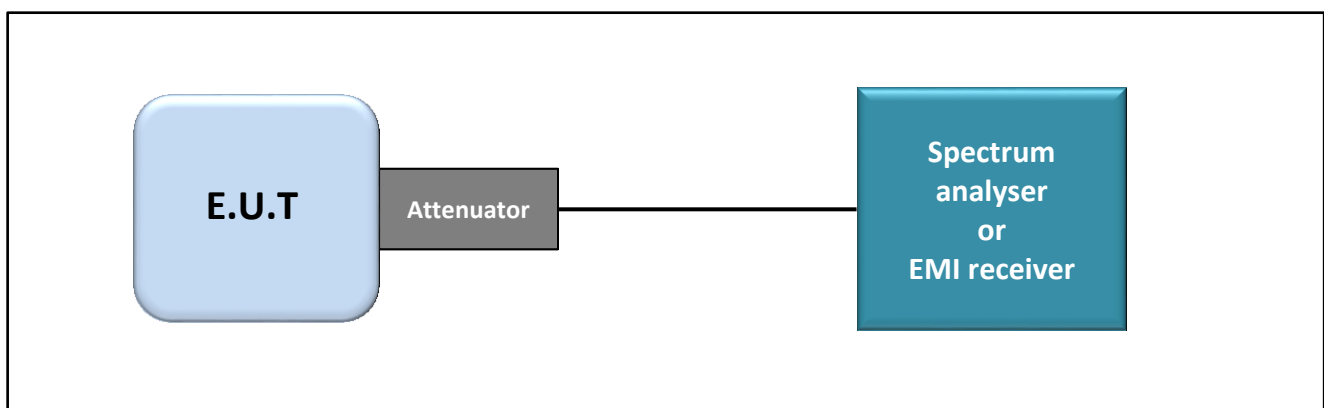 E.U.T
Attenuator
Spectrum
analyser
or
EMI receiver